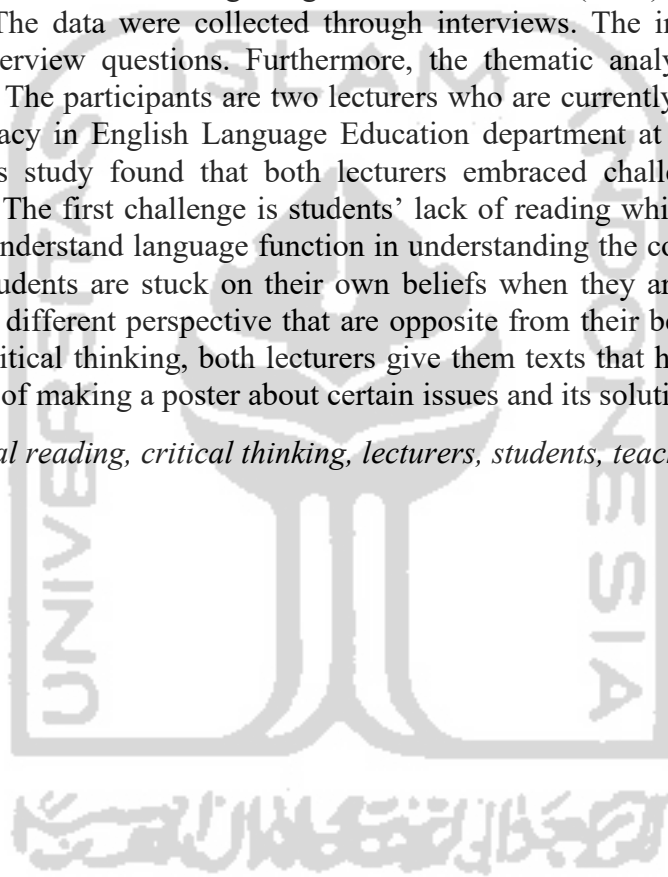 The data were collected through interviews. The in
erview questions. Furthermore, the thematic analy
The participants are two lecturers who are currently
acy in English Language Education department at
s study found that both lecturers embraced challe
The first challenge is students' lack of reading whi
nderstand language function in understanding the co
udents are stuck on their own beliefs when they ar
different perspective that are opposite from their be
itical thinking, both lecturers give them texts that h
of making a poster about certain issues and its soluti
al reading, critical thinking, lecturers, students, teac
ISLAM
UNIVERSITAS
INDONESIA